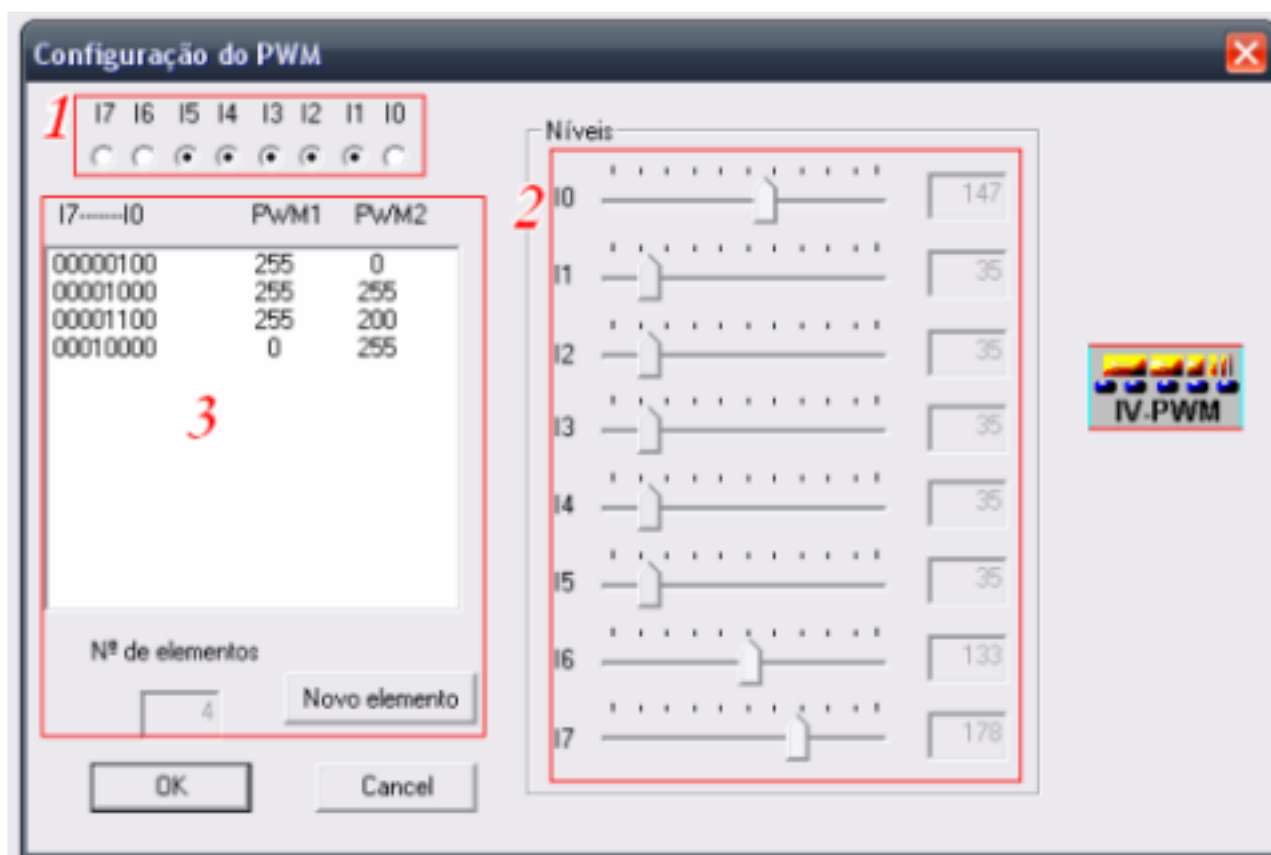 Configuração do PWM
1
I7 I6 I5 I4 I3 I2 I1 I0
I7-------I0 PWM1 PWM2
00000100 255 0
00001000 255 255
00001100 255 200
00010000 0 255
3
Nº de elementos
4
Novo elemento
OK
Cancel
Níveis
2
I0 147
I1 35
I2 35
I3 35
I4 35
I5 35
I6 133
I7 178
IV-PWM